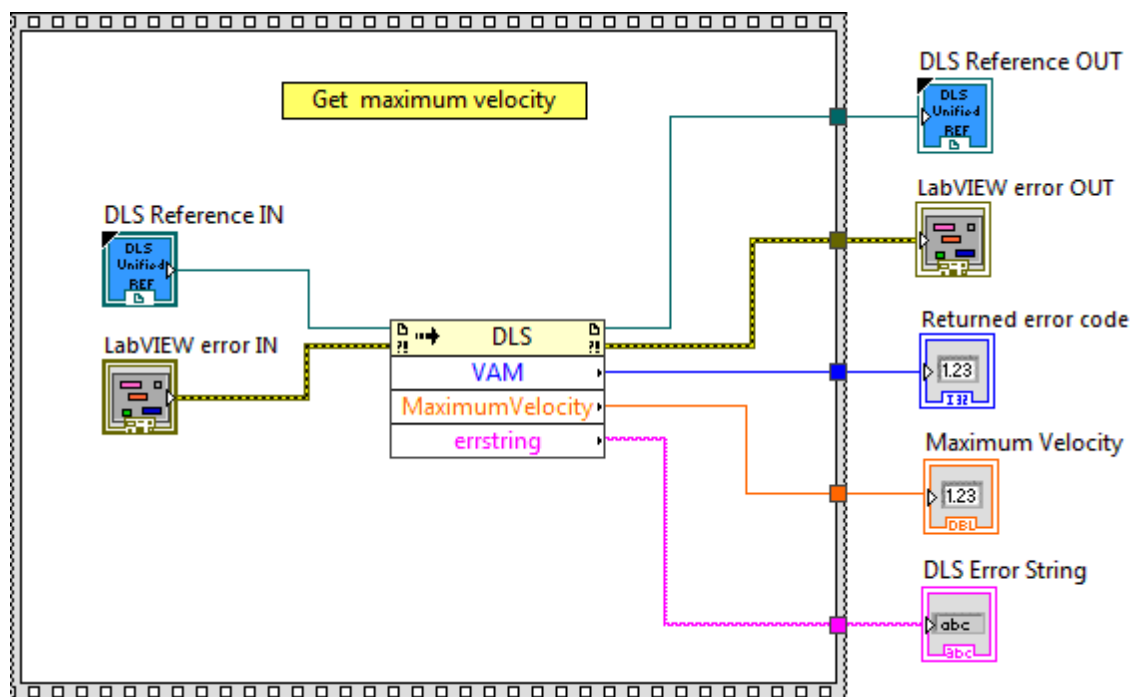 Get maximum velocity
DLS Reference IN
DLS
Unified
REF
LabVIEW error IN
DLS
VAM
MaximumVelocity
errstring
DLS Reference OUT
DLS
Unified
REF
LabVIEW error OUT
Returned error code
1.23
I32
Maximum Velocity
1.23
DBL
DLS Error String
abc
abc